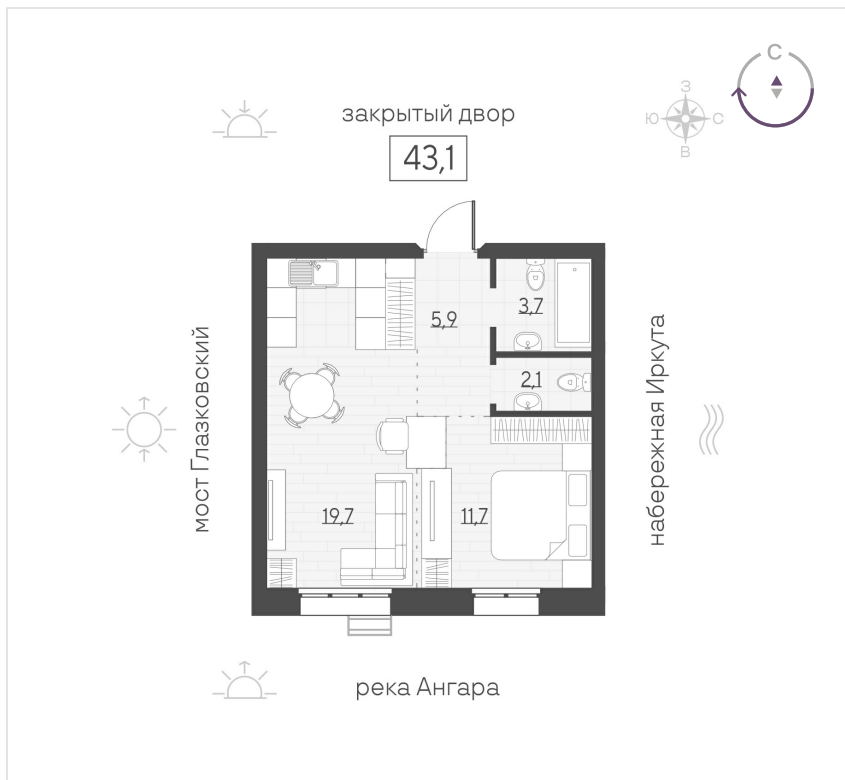 С
закрытый двор
З
Ю
С
В
43,1
5,9
3,7
2,1
мост Глазковский
набережная Иркута
19,7
11,7
река Ангара